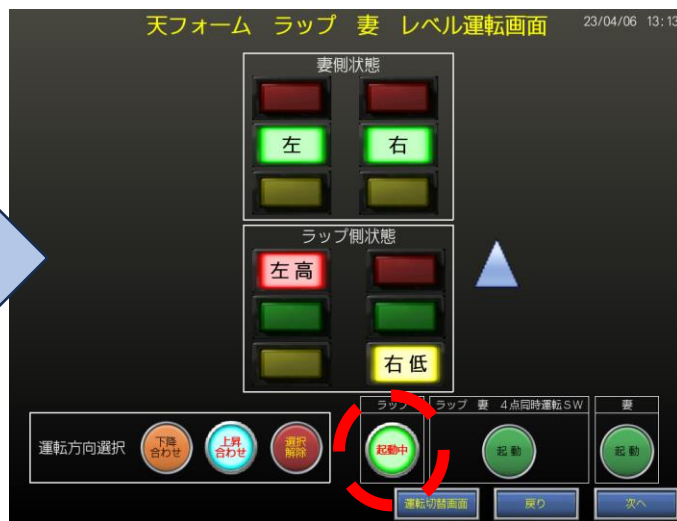 天フォーム ラップ 妻 レベル運転画面
23/04/06 13:13
妻側状態
左 右
ラップ側状態
左高
右低
ラップ
ラップ 妻 4点同時運転SW
妻
運転方向選択
下降
合わせ
上昇
合わせ
選択
解除
起動中
起動
起動
運転切替画面
戻り
次へ